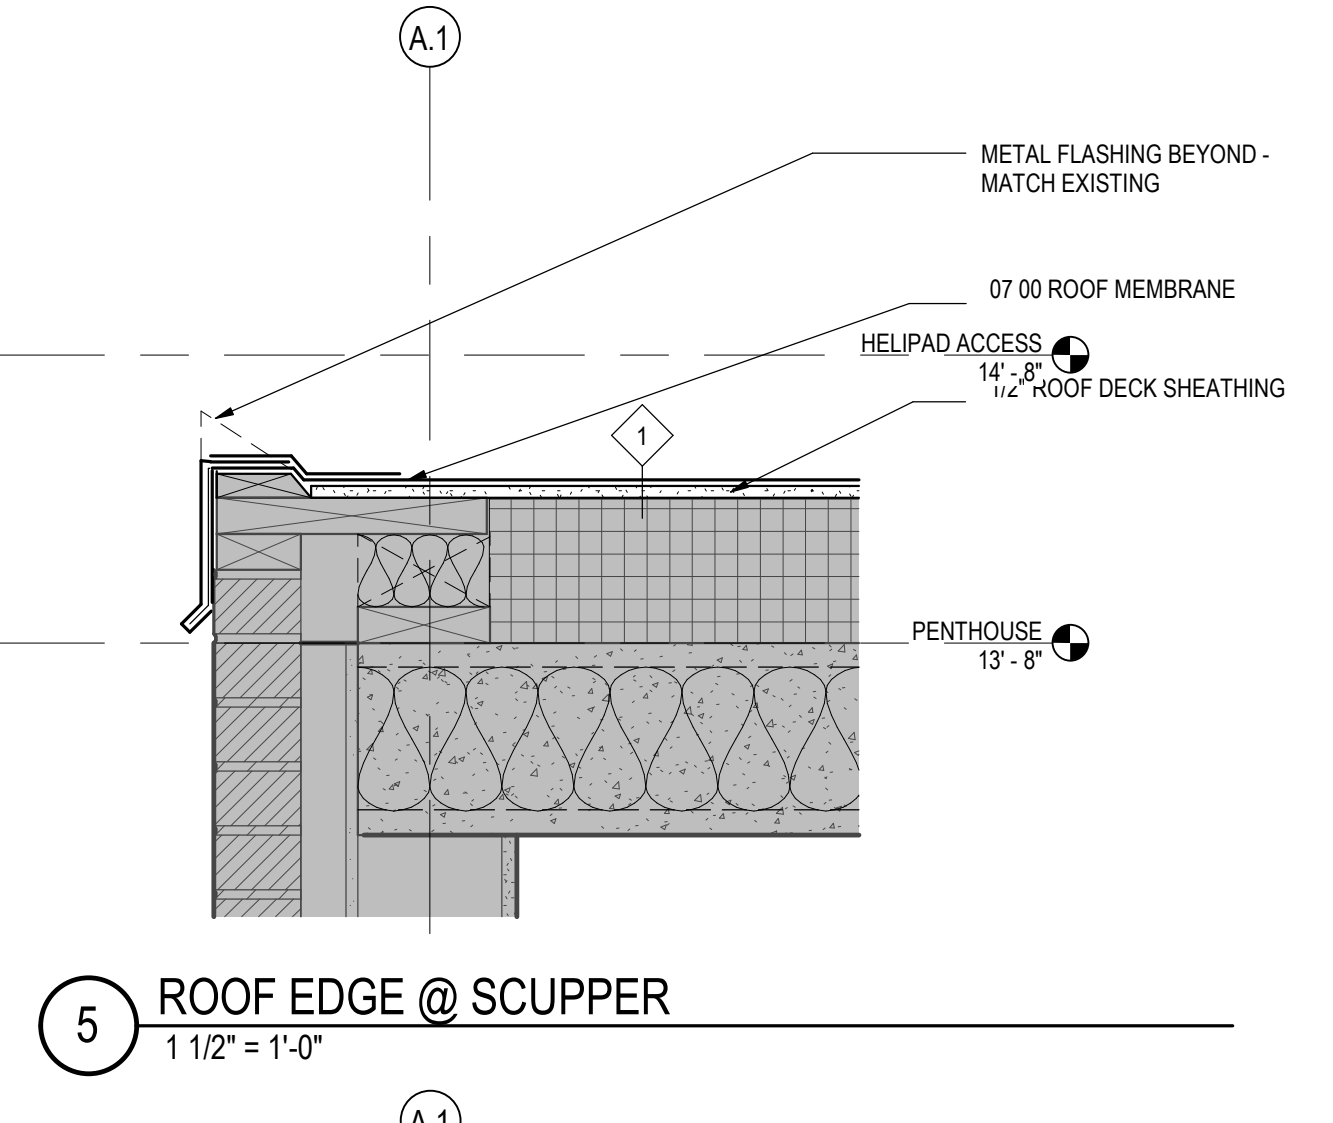 A.1
METAL FLASHING BEYOND -
MATCH EXISTING
07 00 ROOF MEMBRANE
HELIPAD ACCESS
14' - 8"
1/2" ROOF DECK SHEATHING
1
PENTHOUSE
13' - 8"
5
ROOF EDGE @ SCUPPER
1 1/2" = 1'-0"
A.1